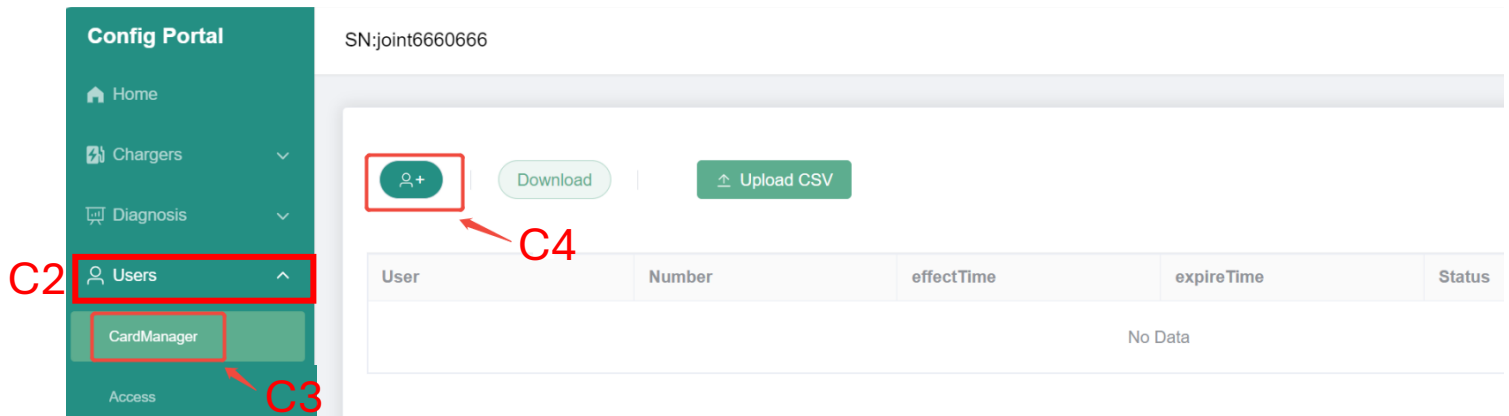 Config Portal
SN:joint6660666
Home
Chargers
Diagnosis
C2
Users
CardManager
C3
Access
Download
Upload CSV
C4
User Number effectTime expireTime Status
No Data